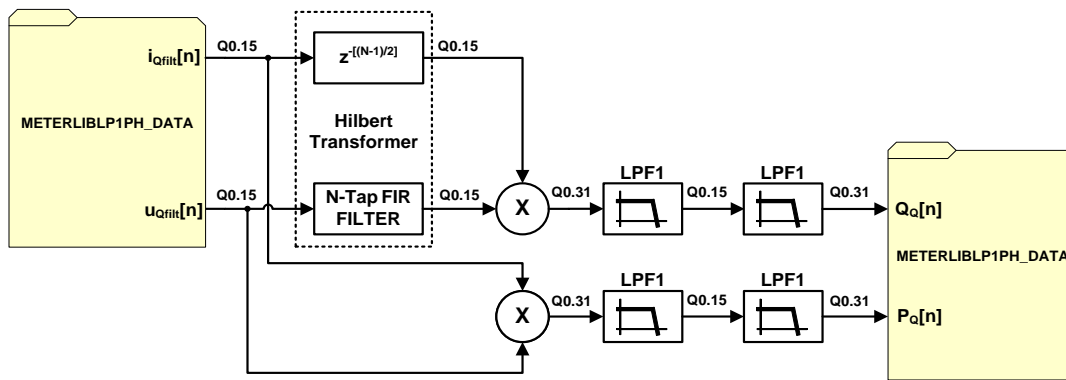 i_Qfilt[n]
Q0.15
z^-[(N-1)/2]
Q0.15
METERLIBLP1PH_DATA
Hilbert
Transformer
u_Qfilt[n]
Q0.15
N-Tap FIR
FILTER
Q0.15
X
Q0.31
LPF1
Q0.15
LPF1
Q0.31
Q_Q[n]
METERLIBLP1PH_DATA
X
Q0.31
LPF1
Q0.15
LPF1
Q0.31
P_Q[n]